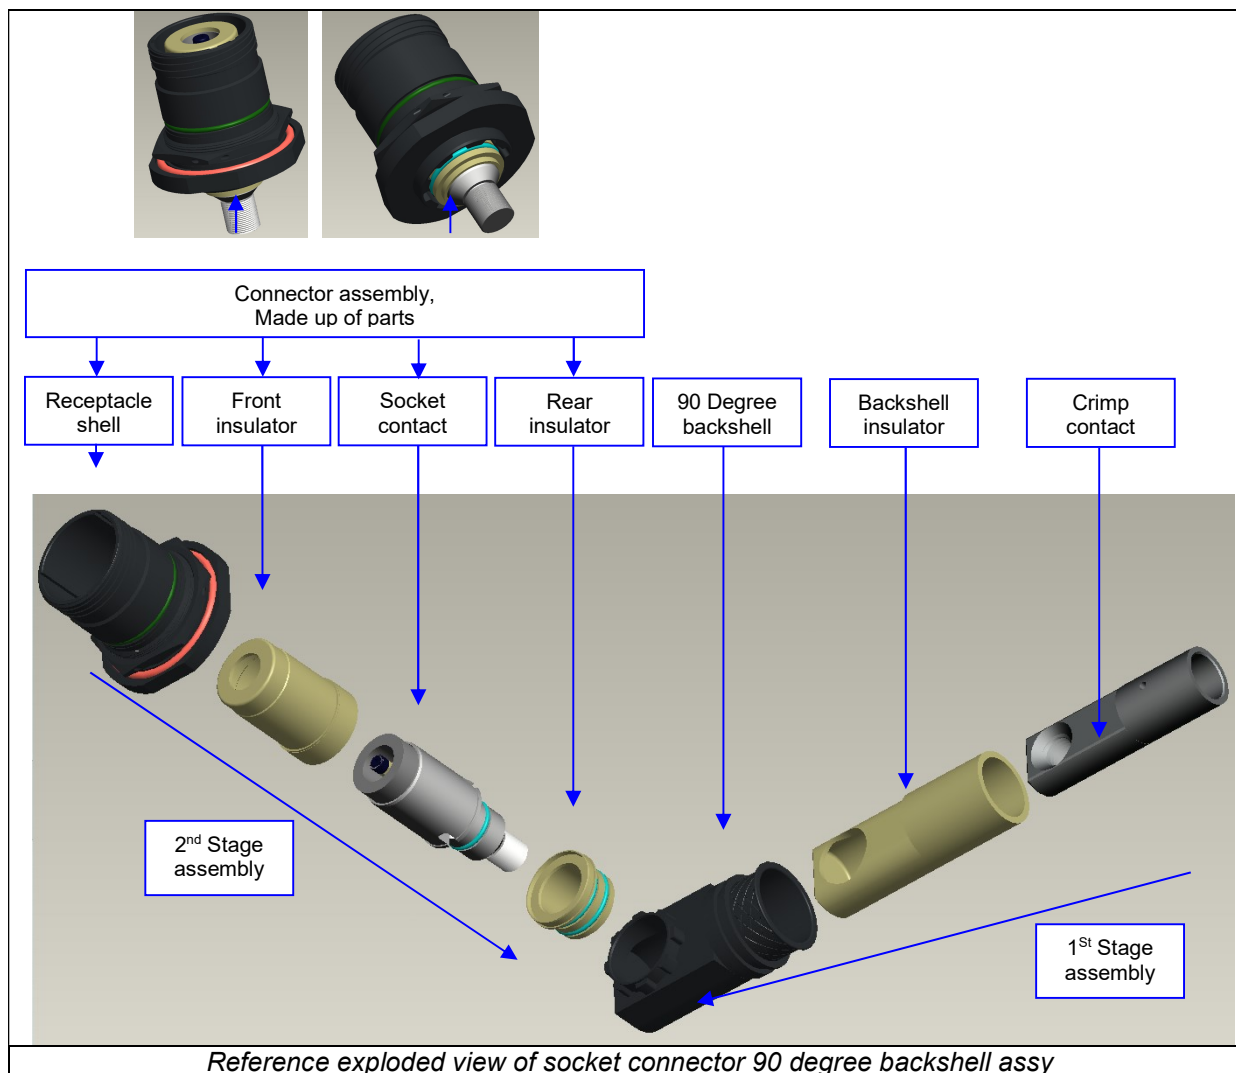 Connector assembly,
Made up of parts
Receptacle
shell
Front
insulator
Socket
contact
Rear
insulator
90 Degree
backshell
Backshell
insulator
Crimp
contact
2nd Stage
assembly
1St Stage
assembly
Reference exploded view of socket connector 90 degree backshell assy